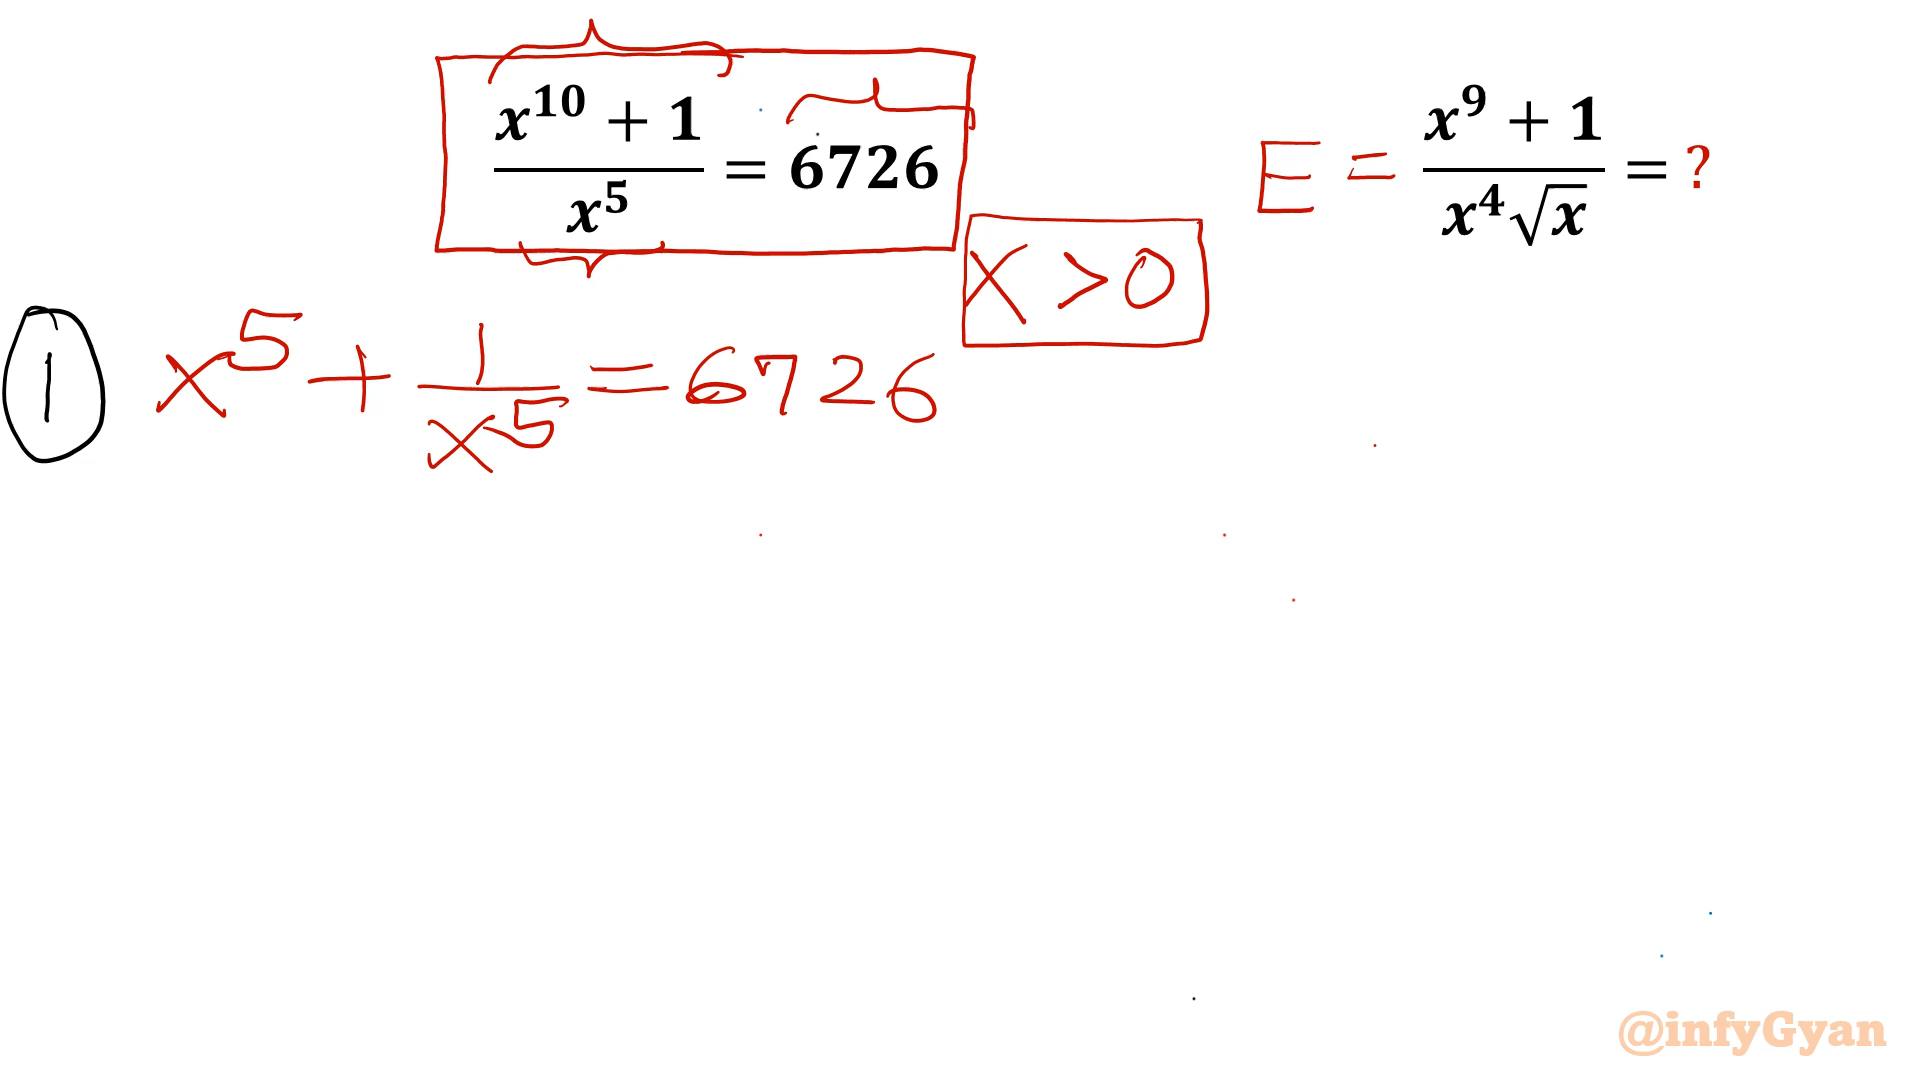 (x^10 + 1)/x^5 = 6726
E = (x^9 + 1)/(x^4√x) = ?
x > 0
① x^5 + 1/x^5 = 6726
@infyGyan